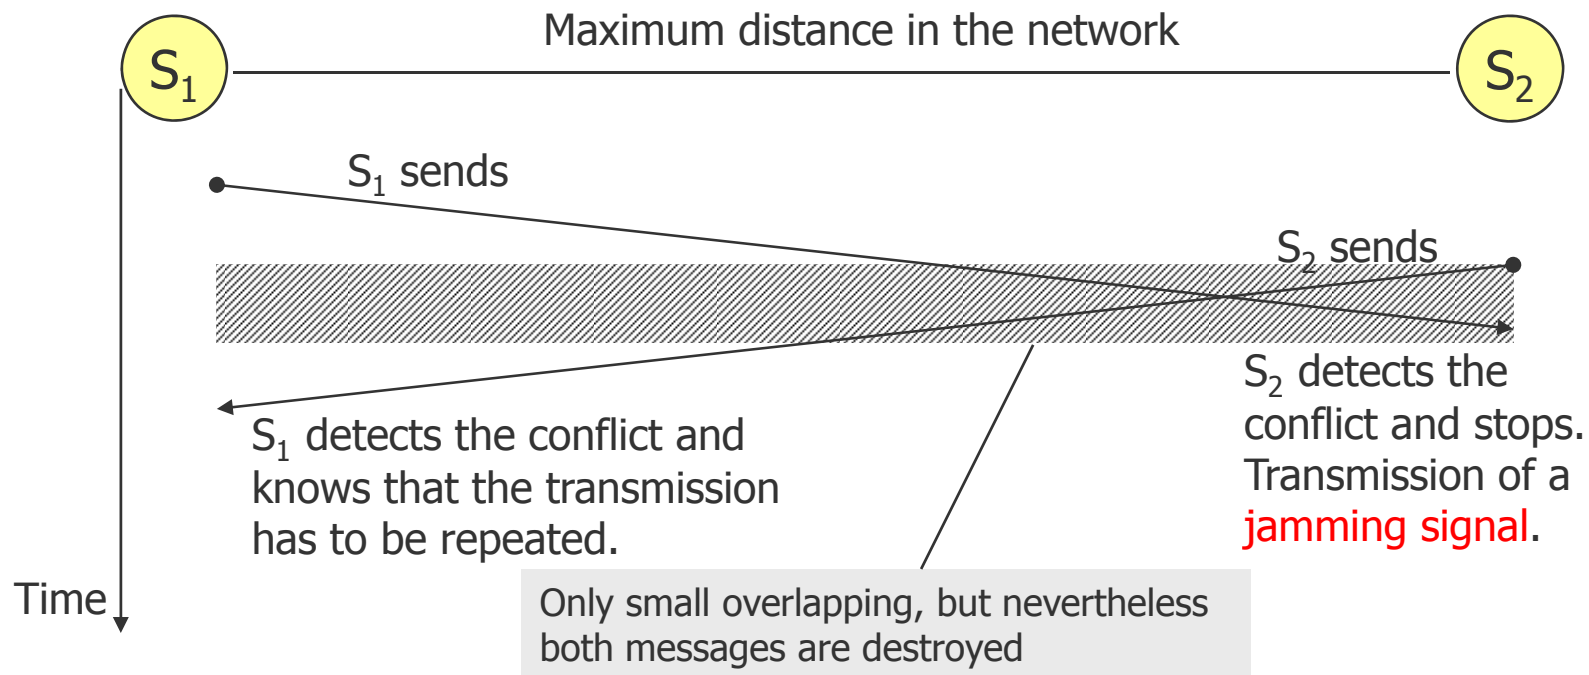 Maximum distance in the network
S₁
S₂
S₁ sends
S₂ sends
S₂ detects the
conflict and stops.
Transmission of a
jamming signal.
S₁ detects the conflict and
knows that the transmission
has to be repeated.
Time
Only small overlapping, but nevertheless
both messages are destroyed